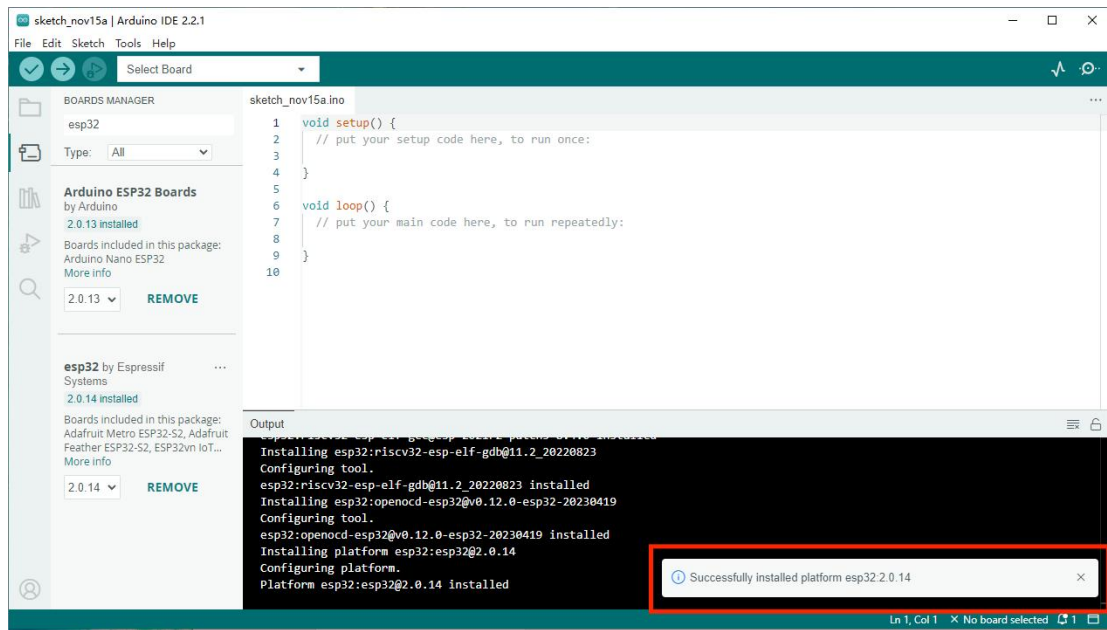 sketch_nov15a | Arduino IDE 2.2.1
File Edit Sketch Tools Help
Select Board
BOARDS MANAGER
esp32
Type: All
Arduino ESP32 Boards
by Arduino
2.0.13 installed
Boards included in this package:
Arduino Nano ESP32
More info
2.0.13 REMOVE
esp32 by Espressif
Systems
2.0.14 installed
Boards included in this package:
Adafruit Metro ESP32-S2, Adafruit
Feather ESP32-S2, ESP32vn IoT...
More info
2.0.14 REMOVE
sketch_nov15a.ino
1 void setup() {
2 // put your setup code here, to run once:
3
4 }
5
6 void loop() {
7 // put your main code here, to run repeatedly:
8
9 }
10
Output
Installing esp32:riscv32-esp-elf-gdb@11.2_20220823
Configuring tool.
esp32:riscv32-esp-elf-gdb@11.2_20220823 installed
Installing esp32:openocd-esp32@v0.12.0-esp32-20230419
Configuring tool.
esp32:openocd-esp32@v0.12.0-esp32-20230419 installed
Installing platform esp32:esp32@2.0.14
Configuring platform.
Platform esp32:esp32@2.0.14 installed
Successfully installed platform esp32:2.0.14
Ln 1, Col 1 × No board selected 1